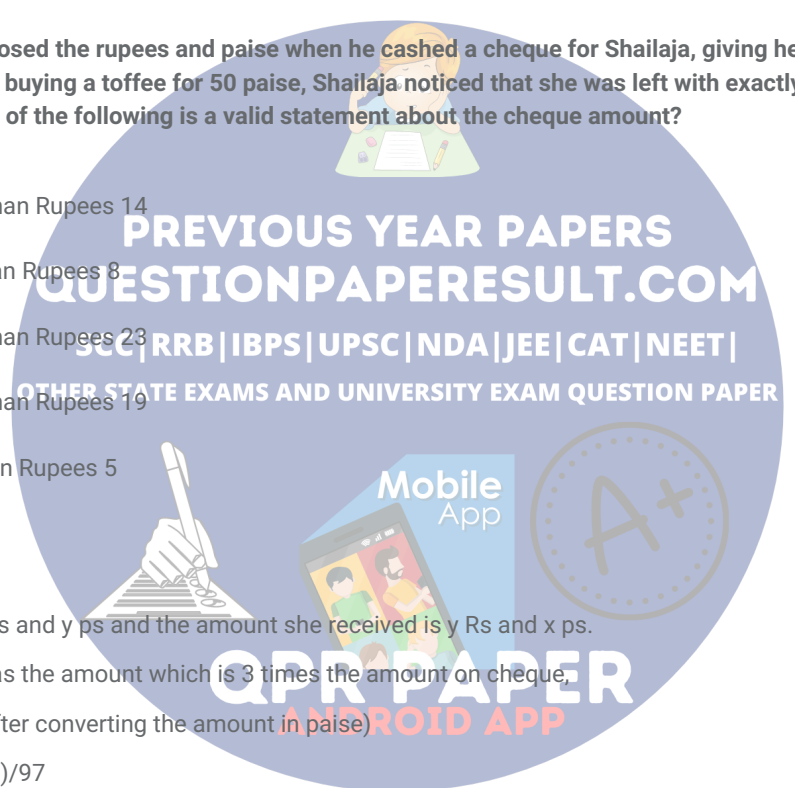 osed the rupees and paise when he cashed a cheque for Shailaja, giving he
buying a toffee for 50 paise, Shailaja noticed that she was left with exactly
of the following is a valid statement about the cheque amount?
han Rupees 14
PREVIOUS YEAR PAPERS
an Rupees 8
QUESTIONPAPERESULT.COM
han Rupees 23
SCC|RRB|IBPS|UPSC|NDA|JEE|CAT|NEET|
OTHER STATE EXAMS AND UNIVERSITY EXAM QUESTION PAPER
han Rupees 19
n Rupees 5
Mobile
App
A+
s and y ps and the amount she received is y Rs and x ps.
as the amount which is 3 times the amount on cheque,
QPR PAPER
fter converting the amount in paise)
ANDROID APP
)/97